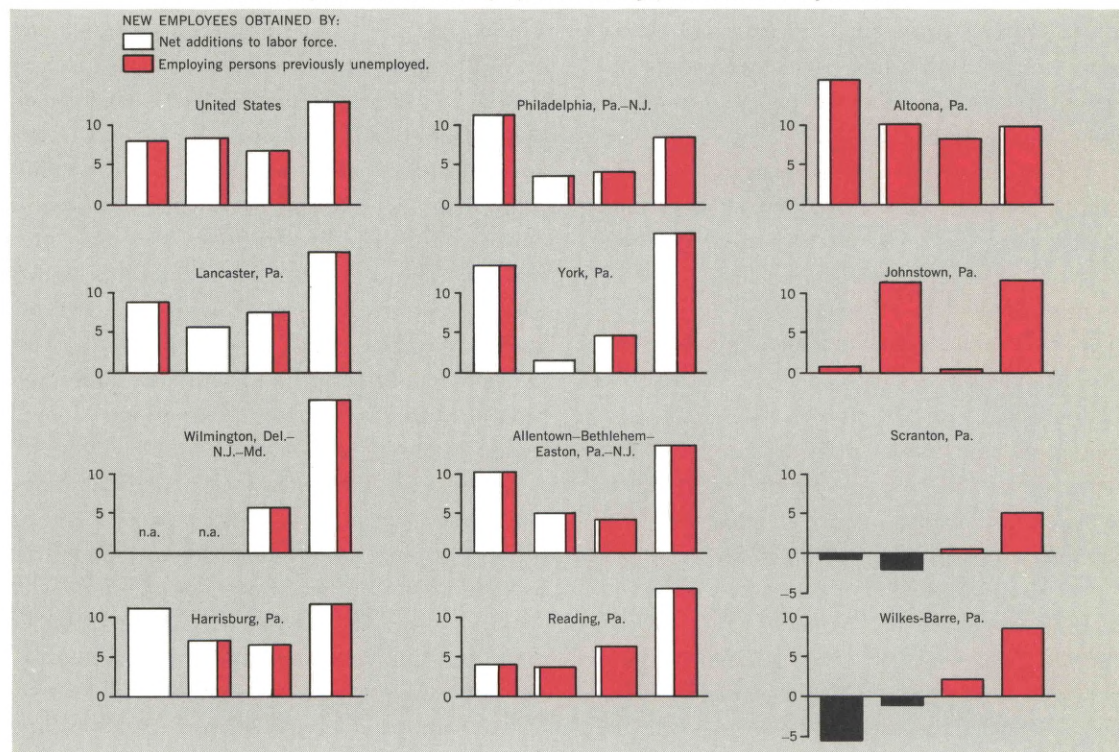 NEW EMPLOYEES OBTAINED BY:
Net additions to labor force.
Employing persons previously unemployed.
United States
10
5
0
Philadelphia, Pa.–N.J.
10
5
0
Altoona, Pa.
10
5
0
Lancaster, Pa.
10
5
0
York, Pa.
10
5
0
Johnstown, Pa.
10
5
0
Wilmington, Del.–
N.J.–Md.
10
5
0
n.a.
n.a.
Allentown–Bethlehem–
Easton, Pa.–N.J.
10
5
0
Scranton, Pa.
10
5
0
–5
Harrisburg, Pa.
10
5
0
Reading, Pa.
10
5
0
Wilkes-Barre, Pa.
10
5
0
–5